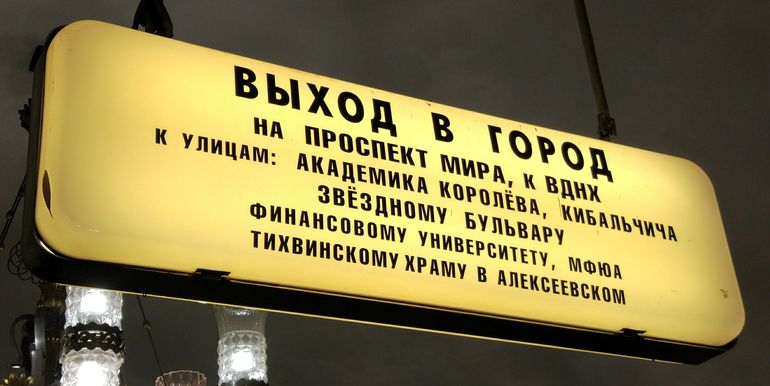 ВЫХОД В ГОРОД
НА ПРОСПЕКТ МИРА, К ВДНХ
К УЛИЦАМ: АКАДЕМИКА КОРОЛЁВА, КИБАЛЬЧИЧА
ЗВЁЗДНОМУ БУЛЬВАРУ
ФИНАНСОВОМУ УНИВЕРСИТЕТУ, МФЮА
ТИХВИНСКОМУ ХРАМУ В АЛЕКСЕЕВСКОМ